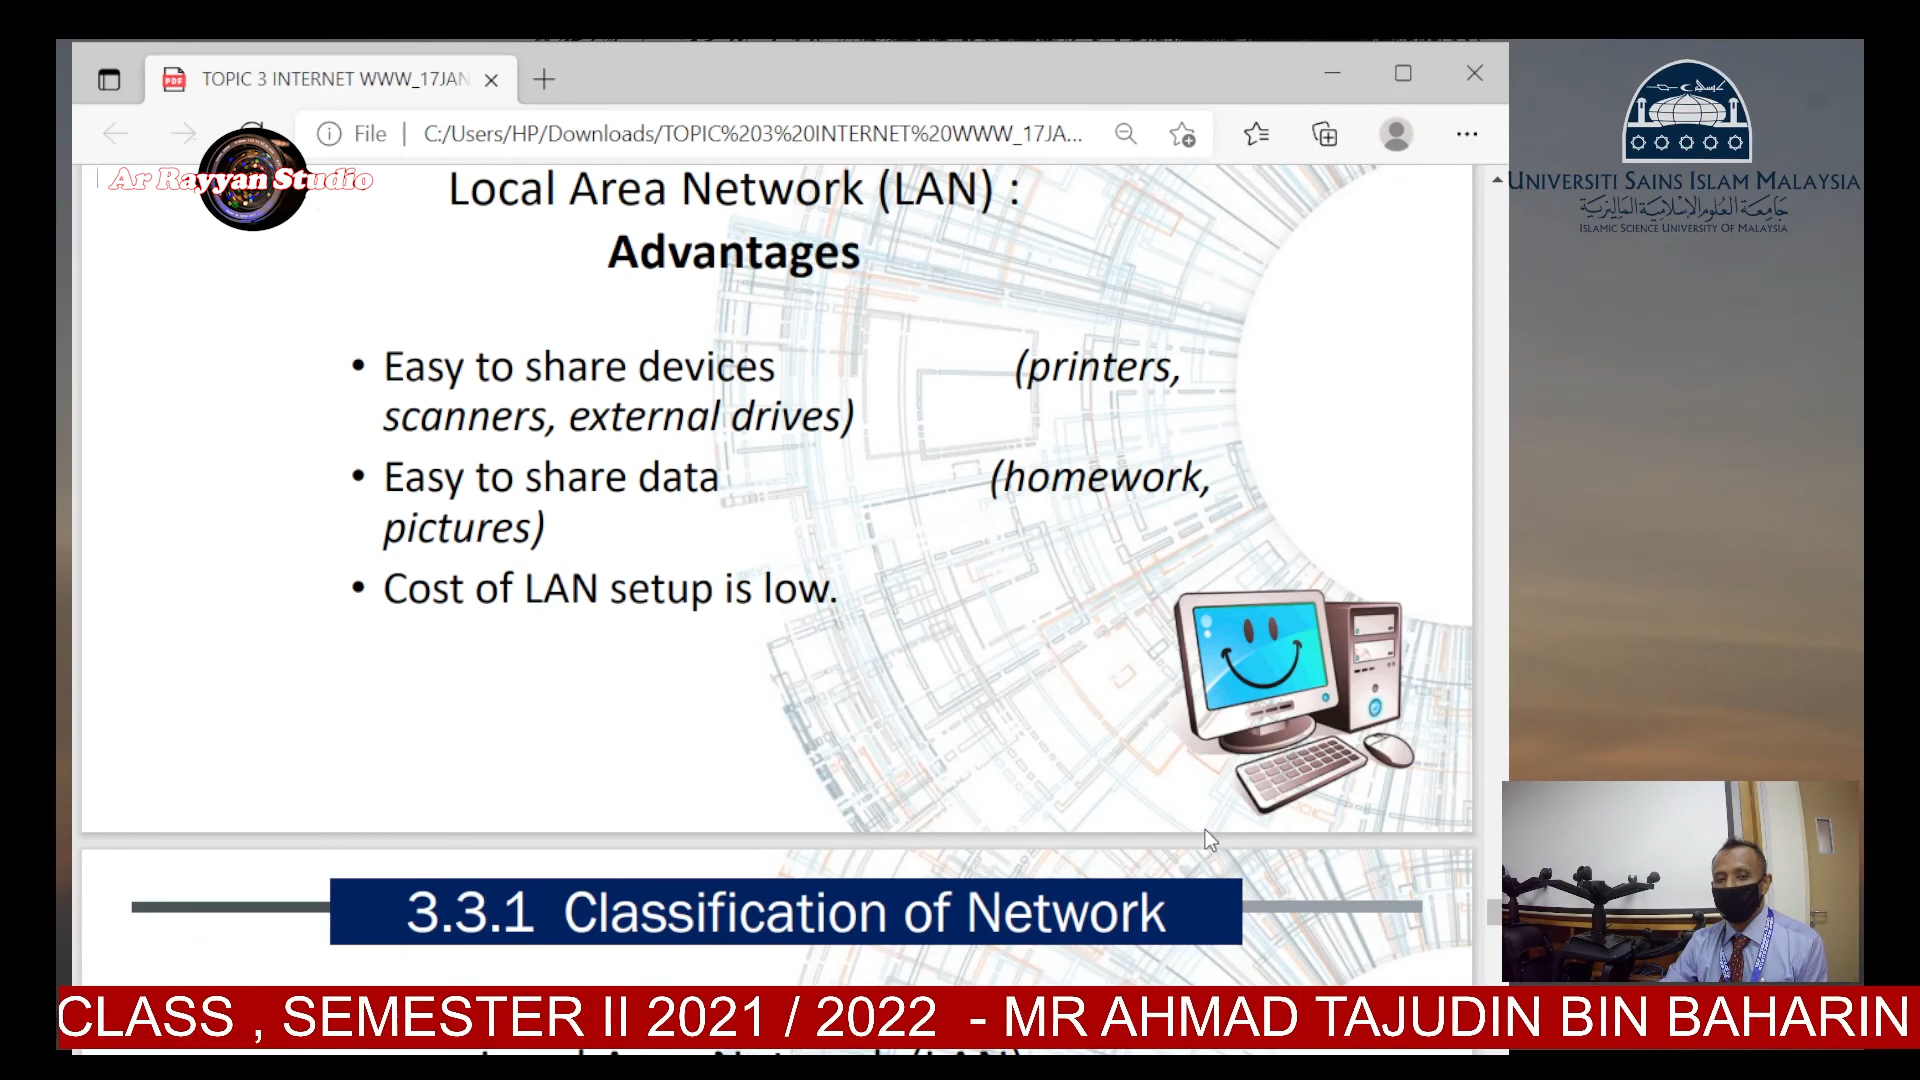 TOPIC 3 INTERNET WWW_17JAN
File
C:/Users/HP/Downloads/TOPIC%203%20INTERNET%20WWW_17JA...
Ar Rayyan Studio
Local Area Network (LAN) :
Advantages
• Easy to share devices (printers,
scanners, external drives)
• Easy to share data (homework,
pictures)
• Cost of LAN setup is low.
3.3.1 Classification of Network
UNIVERSITI SAINS ISLAM MALAYSIA
جامعة العلوم الإسلامية الماليزية
ISLAMIC SCIENCE UNIVERSITY OF MALAYSIA
CLASS , SEMESTER II 2021 / 2022 - MR AHMAD TAJUDIN BIN BAHARIN